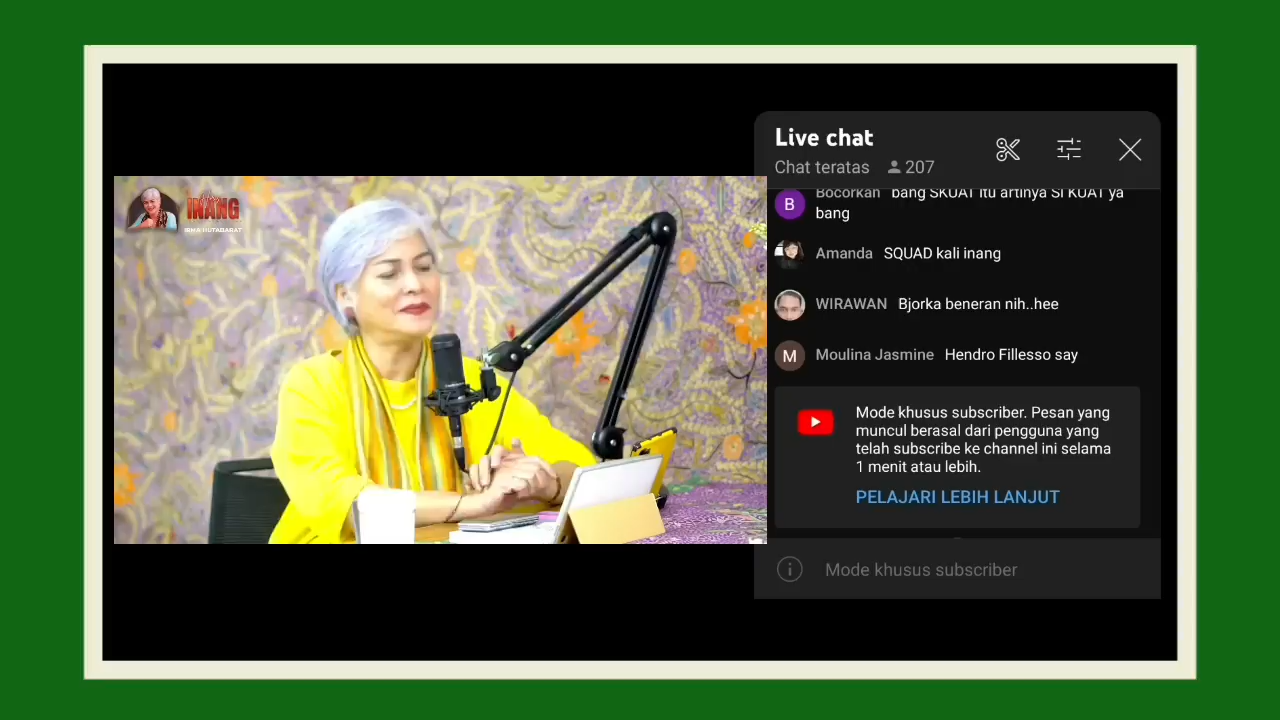 INANG
IRMA HUTABARAT
Live chat
Chat teratas 207
B
Bocorkan bang SKUAT itu artinya SI KUAT ya
bang
Amanda SQUAD kali inang
WIRAWAN Bjorka beneran nih..hee
M
Moulina Jasmine Hendro Fillesso say
Mode khusus subscriber. Pesan yang
muncul berasal dari pengguna yang
telah subscribe ke channel ini selama
1 menit atau lebih.
PELAJARI LEBIH LANJUT
Mode khusus subscriber